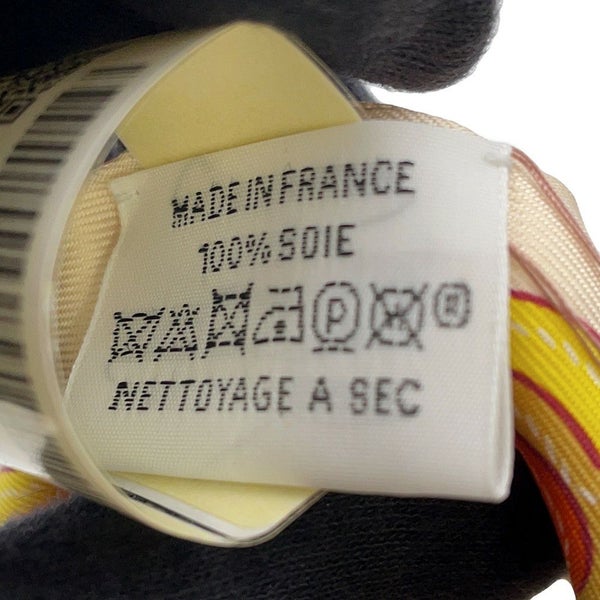 MADE IN FRANCE
100% SOIE
P ®
NETTOYAGE A SEC